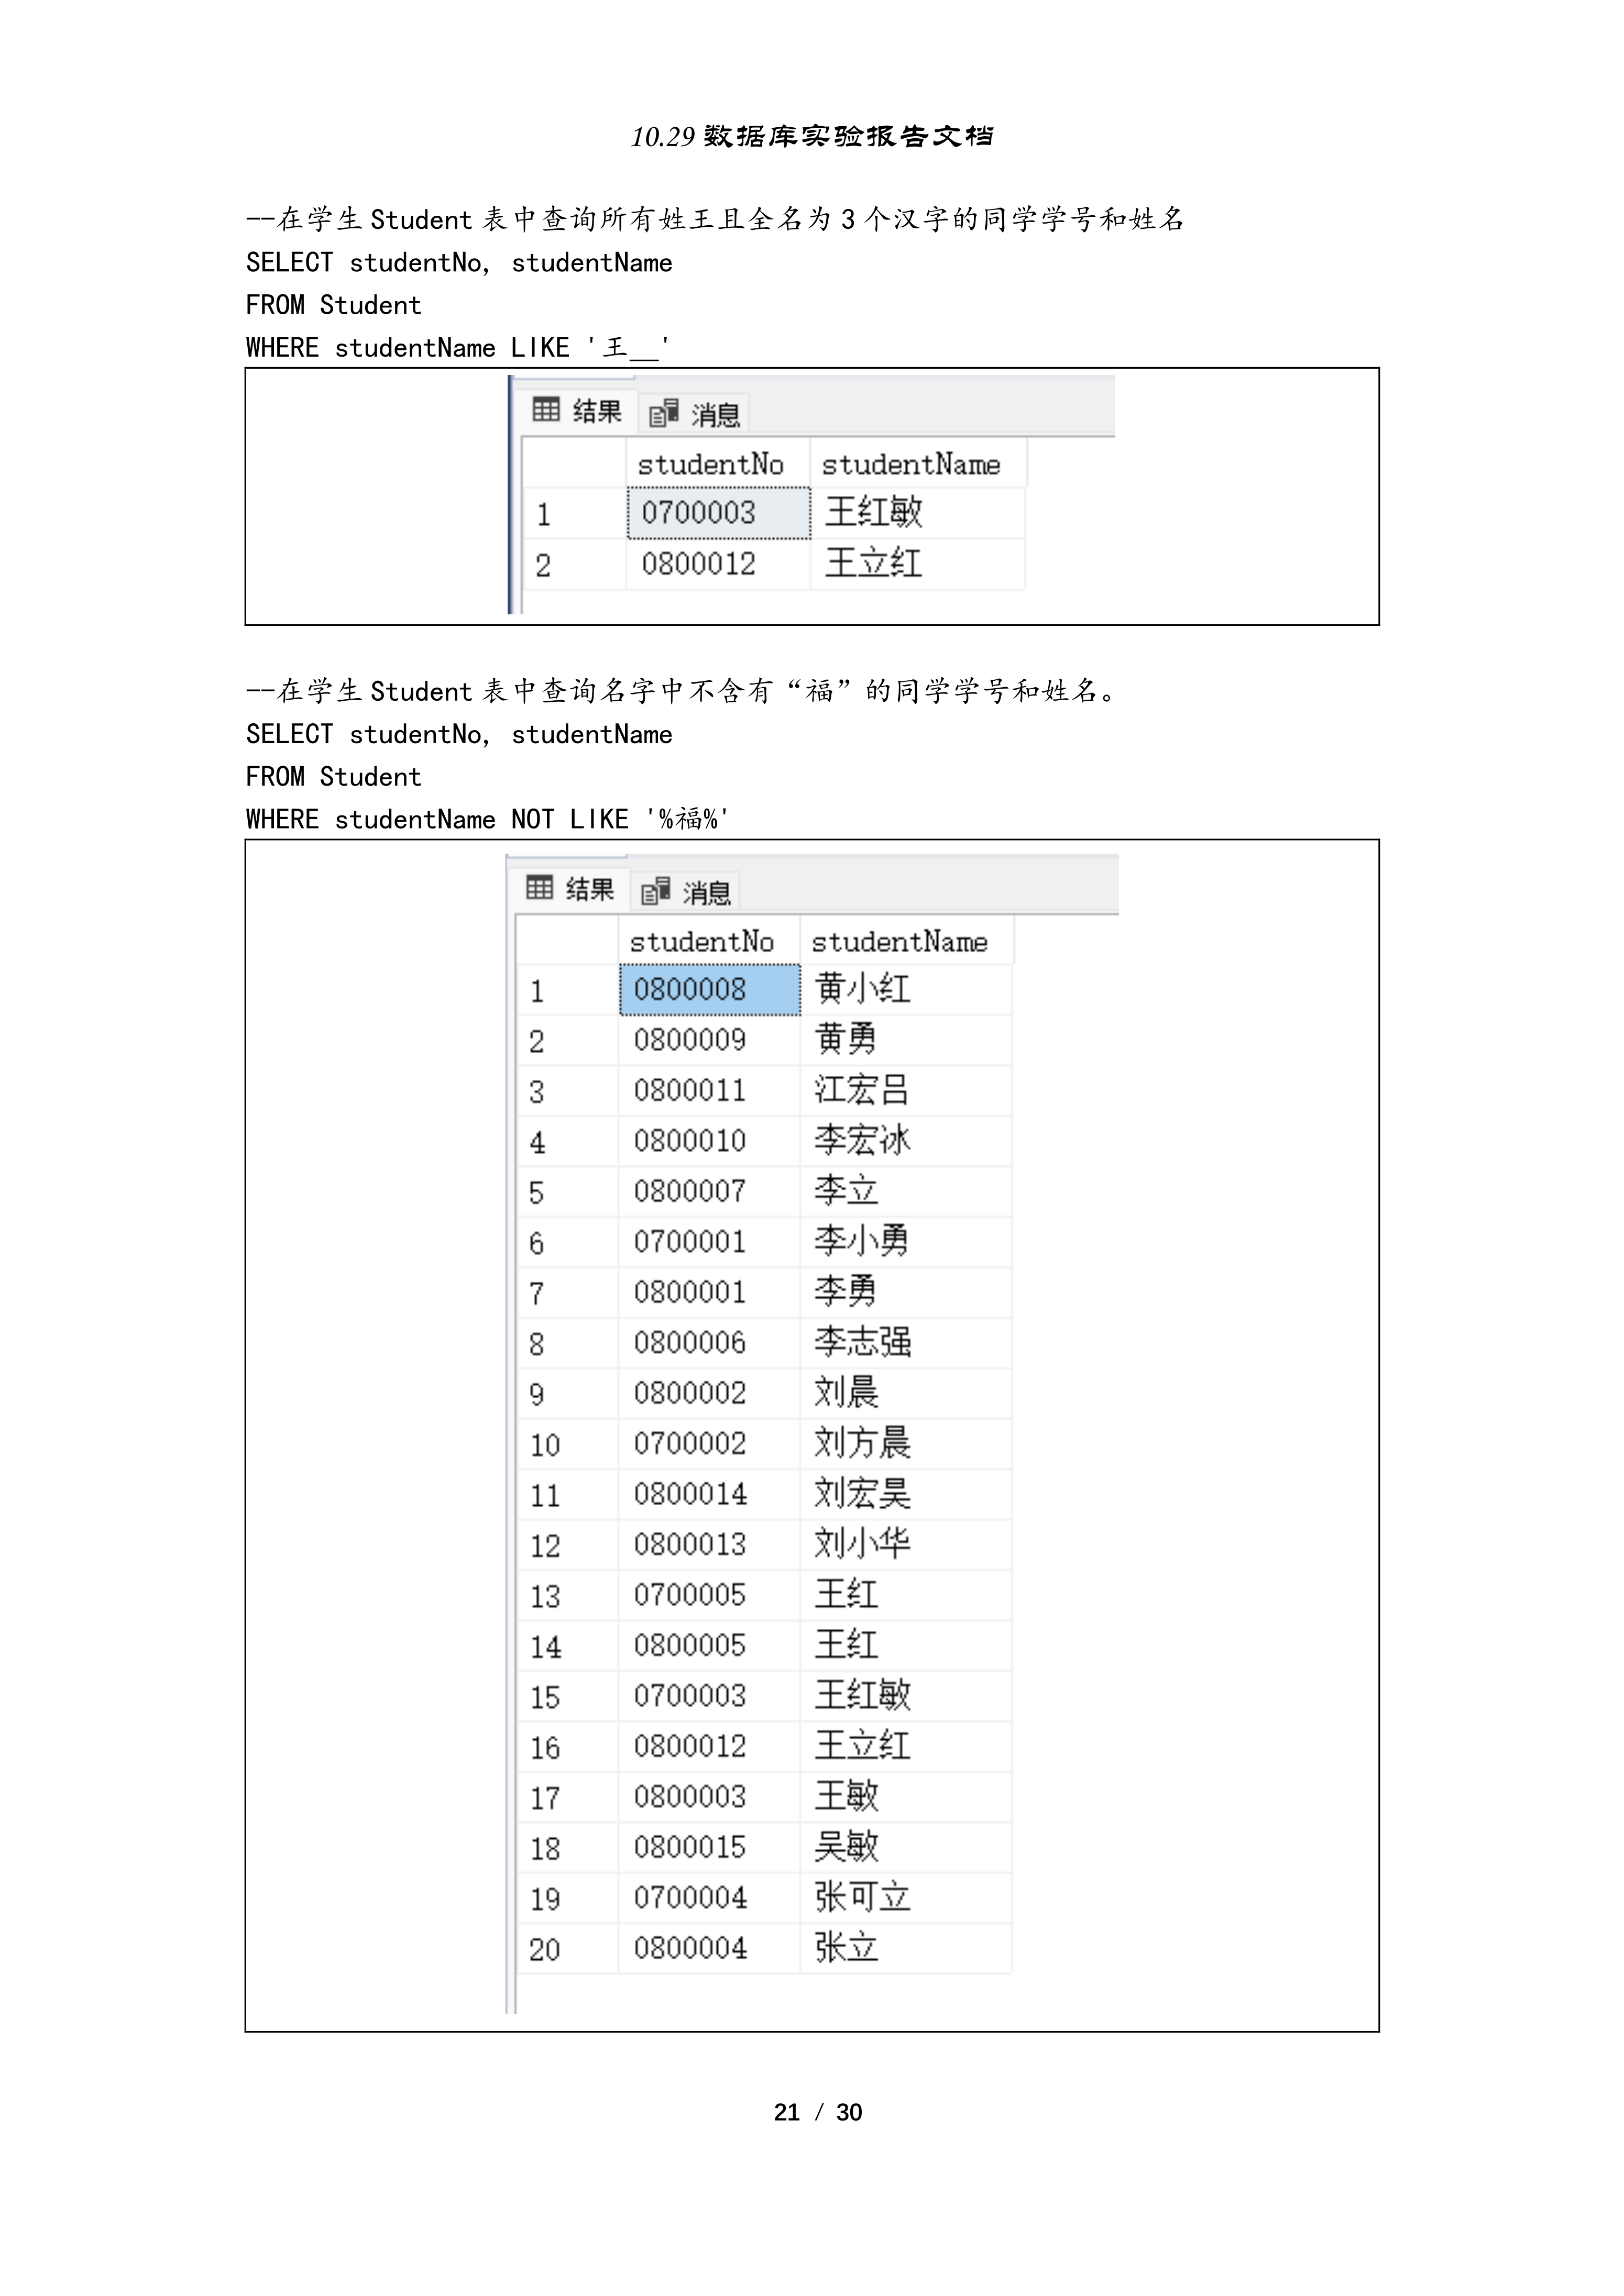 10.29 数据库实验报告文档
--在学生 Student 表中查询所有姓王且全名为 3 个汉字的同学学号和姓名
SELECT studentNo, studentName
FROM Student
WHERE studentName LIKE '王__'
结果 消息
studentNo studentName
1 0700003 王红敏
2 0800012 王立红
--在学生 Student 表中查询名字中不含有“福”的同学学号和姓名。
SELECT studentNo, studentName
FROM Student
WHERE studentName NOT LIKE '%福%'
结果 消息
studentNo studentName
1 0800008 黄小红
2 0800009 黄勇
3 0800011 江宏吕
4 0800010 李宏冰
5 0800007 李立
6 0700001 李小勇
7 0800001 李勇
8 0800006 李志强
9 0800002 刘晨
10 0700002 刘方晨
11 0800014 刘宏昊
12 0800013 刘小华
13 0700005 王红
14 0800005 王红
15 0700003 王红敏
16 0800012 王立红
17 0800003 王敏
18 0800015 吴敏
19 0700004 张可立
20 0800004 张立
21 / 30